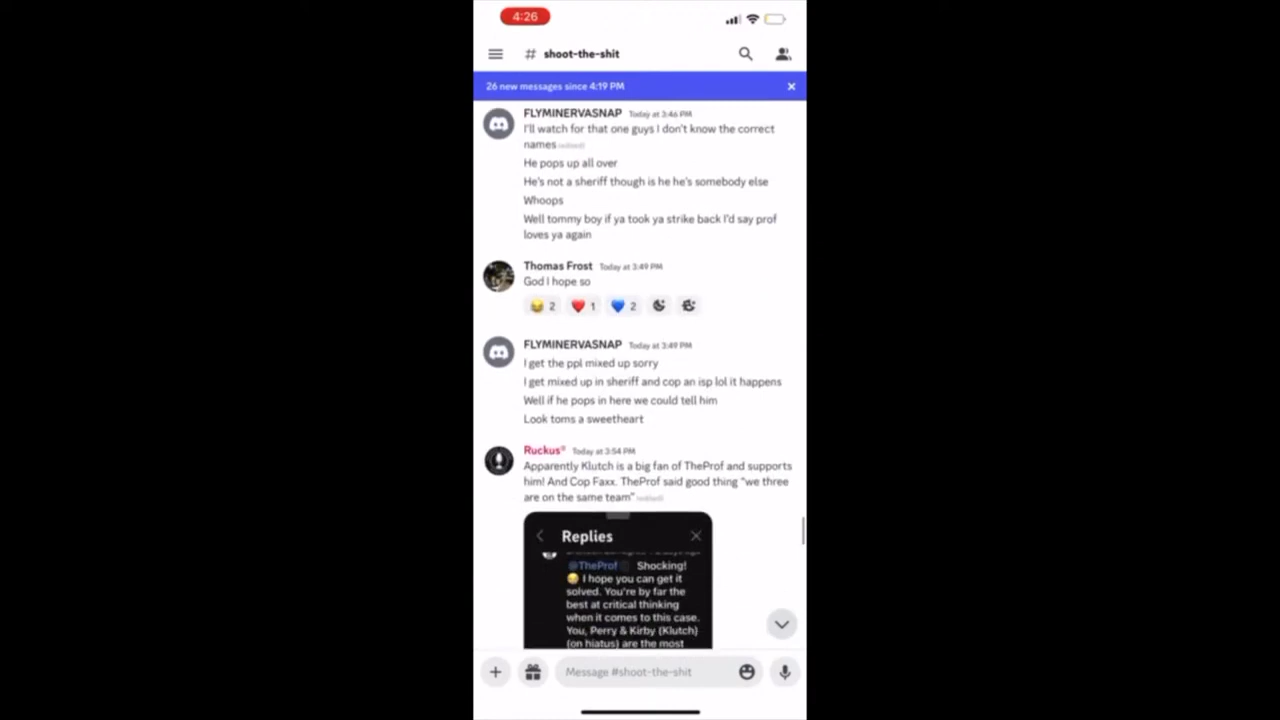 4:26
# shoot-the-shit
26 new messages since 4:19 PM
FLYMINERVASNAP Today at 3:46 PM
I'll watch for that one guys I don't know the correct
names (edited)
He pops up all over
He's not a sheriff though is he he's somebody else
Whoops
Well tommy boy if ya took ya strike back I'd say prof
loves ya again
Thomas Frost Today at 3:49 PM
God I hope so
2 1 2
FLYMINERVASNAP Today at 3:49 PM
I get the ppl mixed up sorry
I get mixed up in sheriff and cop an isp lol it happens
Well if he pops in here we could tell him
Look toms a sweetheart
Ruckus® Today at 3:54 PM
Apparently Klutch is a big fan of TheProf and supports
him! And Cop Faxx. TheProf said good thing "we three
are on the same team" (edited)
Replies
@TheProf Shocking!
😂 I hope you can get it
solved. You're by far the
best at critical thinking
when it comes to this case.
You, Perry & Kirby (Klutch)
(on hiatus) are the most
Message #shoot-the-shit